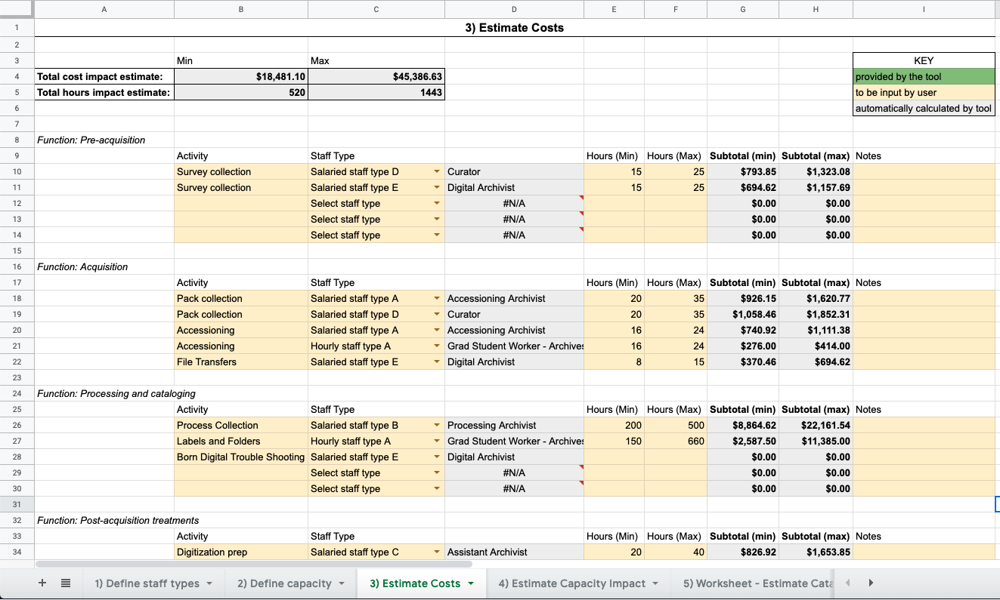 A B C D E F G H I
1 3) Estimate Costs
2
3 Min Max KEY
4 Total cost impact estimate: $18,481.10 $45,386.63 provided by the tool
5 Total hours impact estimate: 520 1443 to be input by user
6 automatically calculated by tool
7
8 Function: Pre-acquisition
9 Activity Staff Type Hours (Min) Hours (Max) Subtotal (min) Subtotal (max) Notes
10 Survey collection Salaried staff type D Curator 15 25 $793.85 $1,323.08
11 Survey collection Salaried staff type E Digital Archivist 15 25 $694.62 $1,157.69
12 Select staff type #N/A $0.00 $0.00
13 Select staff type #N/A $0.00 $0.00
14 Select staff type #N/A $0.00 $0.00
15
16 Function: Acquisition
17 Activity Staff Type Hours (Min) Hours (Max) Subtotal (min) Subtotal (max) Notes
18 Pack collection Salaried staff type A Accessioning Archivist 20 35 $926.15 $1,620.77
19 Pack collection Salaried staff type D Curator 20 35 $1,058.46 $1,852.31
20 Accessioning Salaried staff type A Accessioning Archivist 16 24 $740.92 $1,111.38
21 Accessioning Hourly staff type A Grad Student Worker - Archives 16 24 $276.00 $414.00
22 File Transfers Salaried staff type E Digital Archivist 8 15 $370.46 $694.62
23
24 Function: Processing and cataloging
25 Activity Staff Type Hours (Min) Hours (Max) Subtotal (min) Subtotal (max) Notes
26 Process Collection Salaried staff type B Processing Archivist 200 500 $8,864.62 $22,161.54
27 Labels and Folders Hourly staff type A Grad Student Worker - Archives 150 660 $2,587.50 $11,385.00
28 Born Digital Trouble Shooting Salaried staff type E Digital Archivist $0.00 $0.00
29 Select staff type #N/A $0.00 $0.00
30 Select staff type #N/A $0.00 $0.00
31
32 Function: Post-acquisition treatments
33 Activity Staff Type Hours (Min) Hours (Max) Subtotal (min) Subtotal (max) Notes
34 Digitization prep Salaried staff type C Assistant Archivist 20 40 $826.92 $1,653.85
1) Define staff types 2) Define capacity 3) Estimate Costs 4) Estimate Capacity Impact 5) Worksheet - Estimate Cata